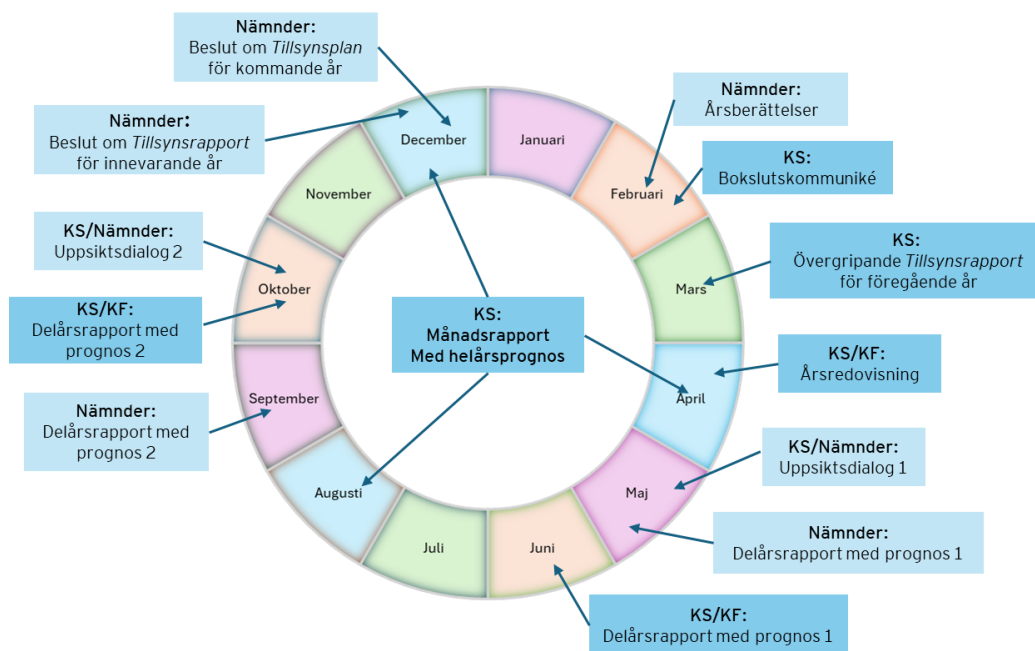 Nämnder:
Beslut om Tillsynsplan
för kommande år
Nämnder:
Årsberättelser
Nämnder:
Beslut om Tillsynsrapport
för innevarande år
December
Januari
KS:
Bokslutskommuniké
November
Februari
KS/Nämnder:
Uppsiktsdialog 2
KS:
Övergripande Tillsynsrapport
för föregående år
Oktober
Mars
KS/KF:
Delårsrapport med
prognos 2
KS:
Månadsrapport
Med helårsprognos
KS/KF:
Årsredovisning
September
April
Nämnder:
Delårsrapport med
prognos 2
KS/Nämnder:
Uppsiktsdialog 1
Augusti
Maj
Nämnder:
Delårsrapport med prognos 1
Juli
Juni
KS/KF:
Delårsrapport med prognos 1